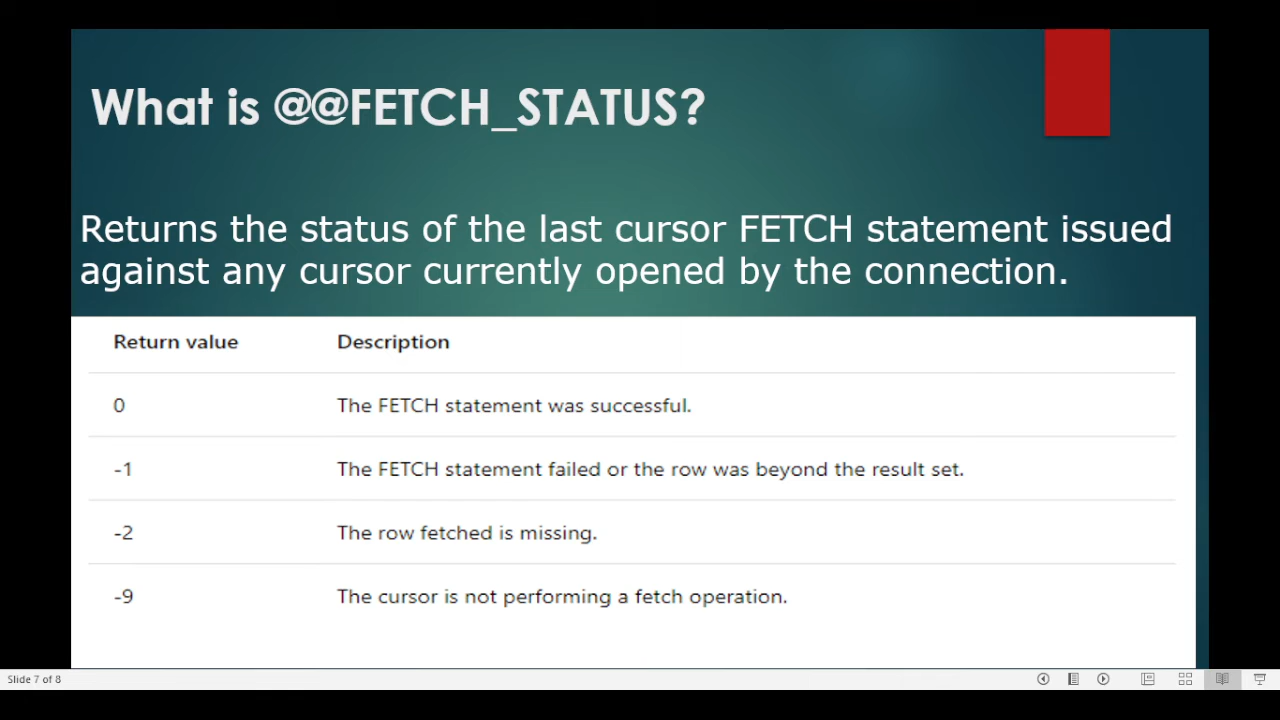 What is @@FETCH_STATUS?
Returns the status of the last cursor FETCH statement issued
against any cursor currently opened by the connection.
Return value Description
0 The FETCH statement was successful.
-1 The FETCH statement failed or the row was beyond the result set.
-2 The row fetched is missing.
-9 The cursor is not performing a fetch operation.
Slide 7 of 8